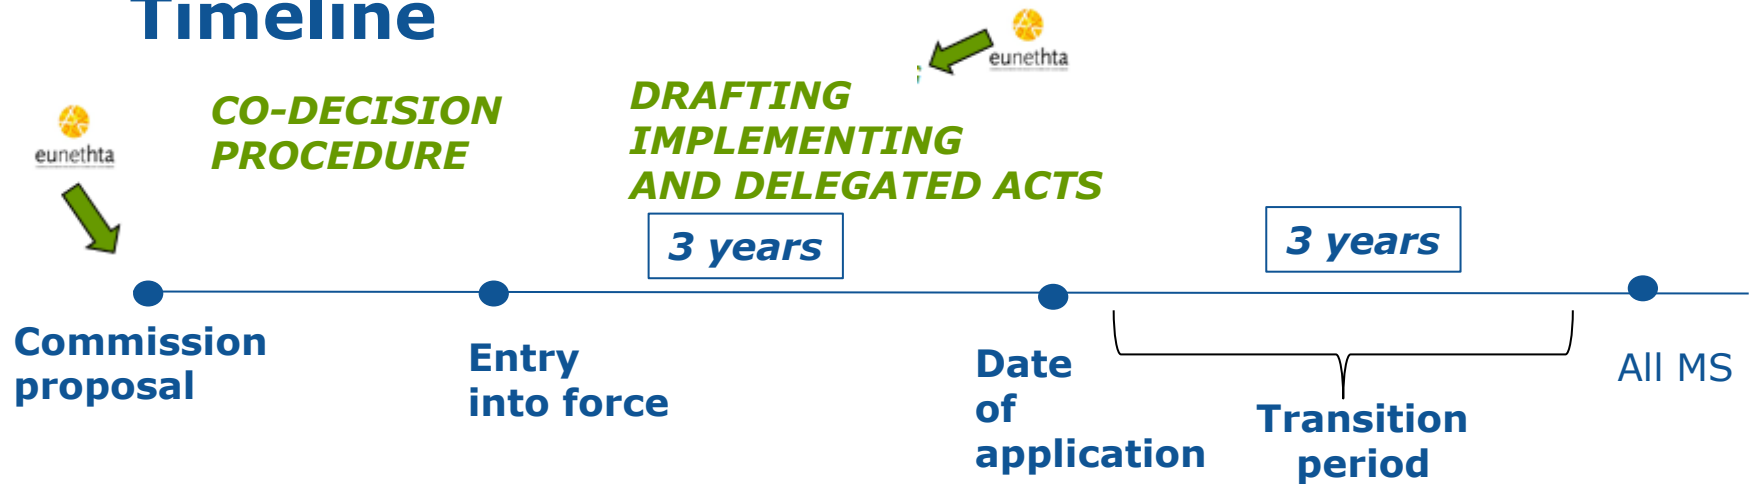 Timeline
eunethta
CO-DECISION
PROCEDURE
eunethta
DRAFTING
IMPLEMENTING
AND DELEGATED ACTS
3 years
3 years
Commission
proposal
Entry
into force
Date
of
application
Transition
period
All MS